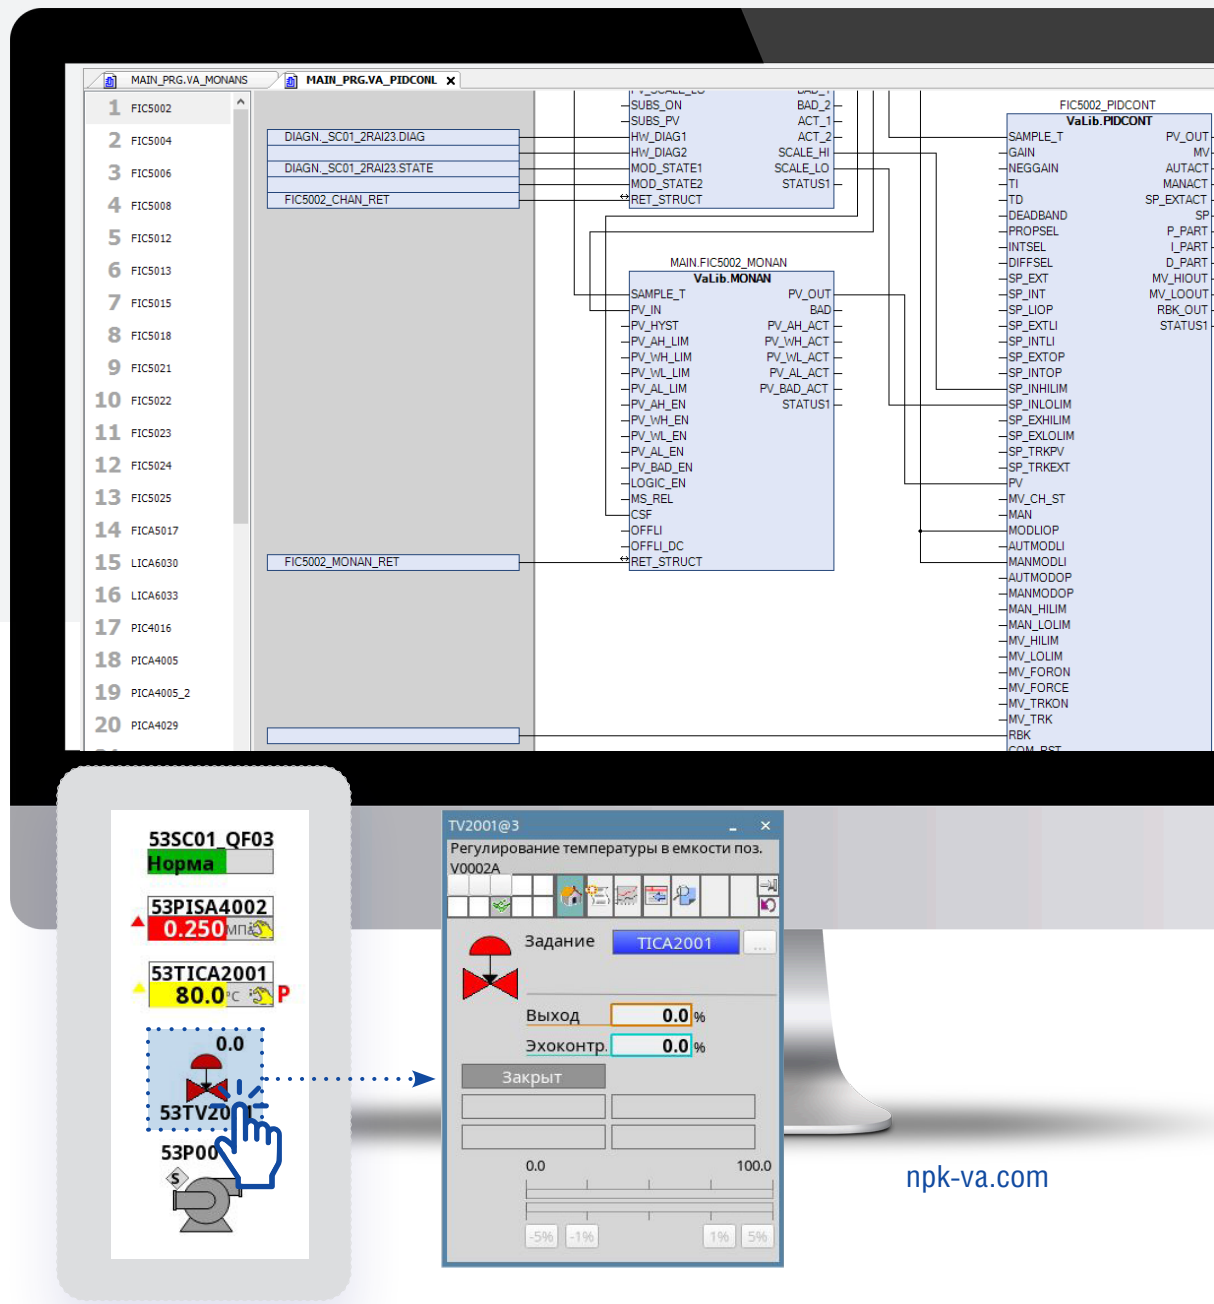 MAIN_PRG.VA_MONANS
MAIN_PRG.VA_PIDCONL
1 FIC5002
2 FIC5004
3 FIC5006
4 FIC5008
5 FIC5012
6 FIC5013
7 FIC5015
8 FIC5018
9 FIC5021
10 FIC5022
11 FIC5023
12 FIC5024
13 FIC5025
14 FICA5017
15 LICA6030
16 LICA6033
17 PIC4016
18 PICA4005
19 PICA4005_2
20 PICA4029
DIAGN._SC01_2RAI23.DIAG
DIAGN._SC01_2RAI23.STATE
FIC5002_CHAN_RET
FIC5002_MONAN_RET
SUBS_ON BAD_2
SUBS_PV ACT_1
HW_DIAG1 ACT_2
HW_DIAG2 SCALE_HI
MOD_STATE1 SCALE_LO
MOD_STATE2 STATUS1
RET_STRUCT
MAIN.FIC5002_MONAN
VaLib.MONAN
SAMPLE_T PV_OUT
PV_IN BAD
PV_HYST PV_AH_ACT
PV_AH_LIM PV_WH_ACT
PV_WH_LIM PV_WL_ACT
PV_WL_LIM PV_AL_ACT
PV_AL_LIM PV_BAD_ACT
PV_AH_EN STATUS1
PV_WH_EN
PV_WL_EN
PV_AL_EN
PV_BAD_EN
LOGIC_EN
MS_REL
CSF
OFFLI
OFFLI_DC
RET_STRUCT
FIC5002_PIDCONT
VaLib.PIDCONT
SAMPLE_T PV_OUT
GAIN MV
NEGGAIN AUTACT
TI MANACT
TD SP_EXTACT
DEADBAND SP
PROPSEL P_PART
INTSEL I_PART
DIFFSEL D_PART
SP_EXT MV_HIOUT
SP_INT MV_LOOUT
SP_LIOP RBK_OUT
SP_EXTLI STATUS1
SP_INTLI
SP_EXTOP
SP_INTOP
SP_INHILIM
SP_INLOLIM
SP_EXHILIM
SP_EXLOLIM
SP_TRKPV
SP_TRKEXT
PV
MV_CH_ST
MAN
MODLIOP
AUTMODLI
MANMODLI
AUTMODOP
MANMODOP
MAN_HILIM
MAN_LOLIM
MV_HILIM
MV_LOLIM
MV_FORON
MV_FORCE
MV_TRKON
MV_TRK
RBK
53SC01_QF03
Норма
53PISA4002
0.250 МПа
53TICA2001
80.0 °C P
0.0
53TV20 1
53P00
S
TV2001@3
Регулирование температуры в емкости поз.
V0002A
Задание TICA2001 ...
Выход 0.0 %
Эхоконтр. 0.0 %
Закрыт
0.0 100.0
-5% -1% 1% 5%
npk-va.com